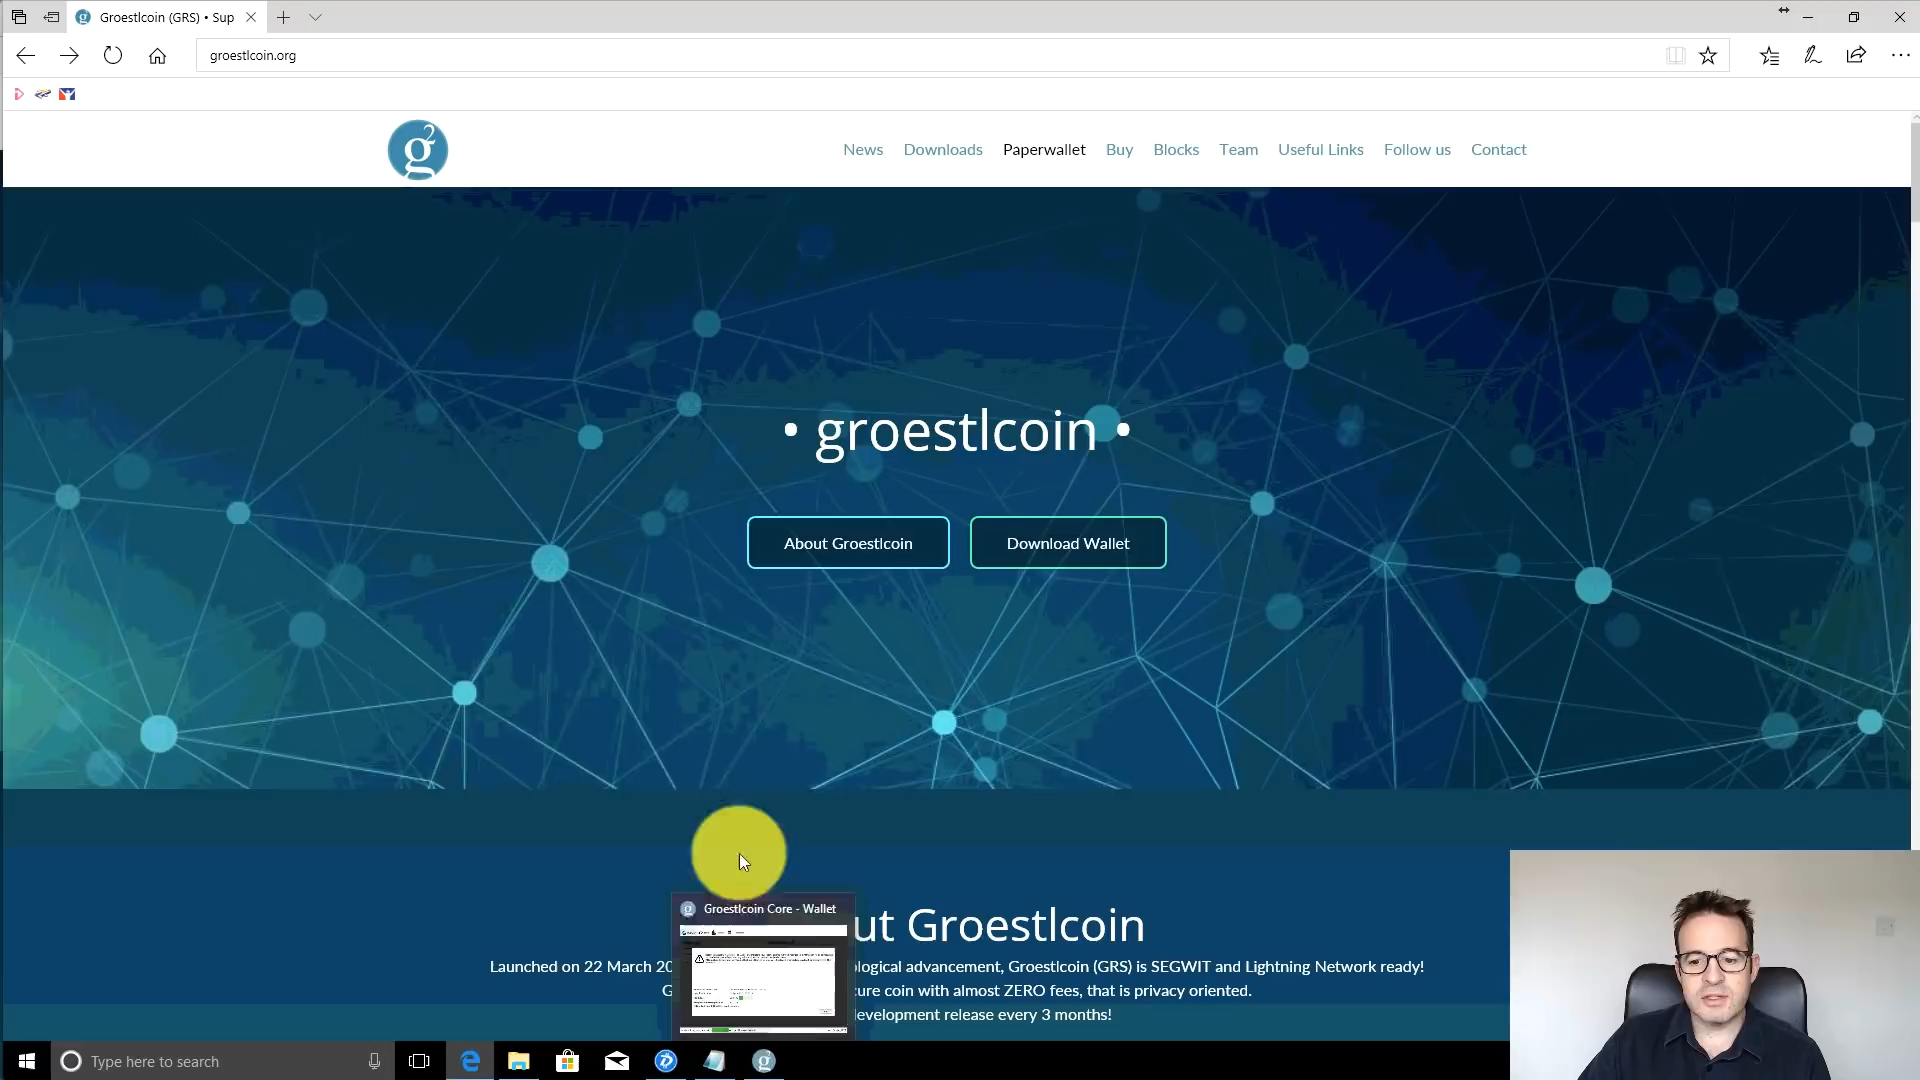 Groestlcoin (GRS) • Sup
groestlcoin.org
g2
News Downloads Paperwallet Buy Blocks Team Useful Links Follow us Contact
• groestlcoin •
About Groestlcoin Download Wallet
Groestlcoin Core - Wallet
ut Groestlcoin
Launched on 22 March 20 ological advancement, Groestlcoin (GRS) is SEGWIT and Lightning Network ready!
G cure coin with almost ZERO fees, that is privacy oriented.
evelopment release every 3 months!
Type here to search